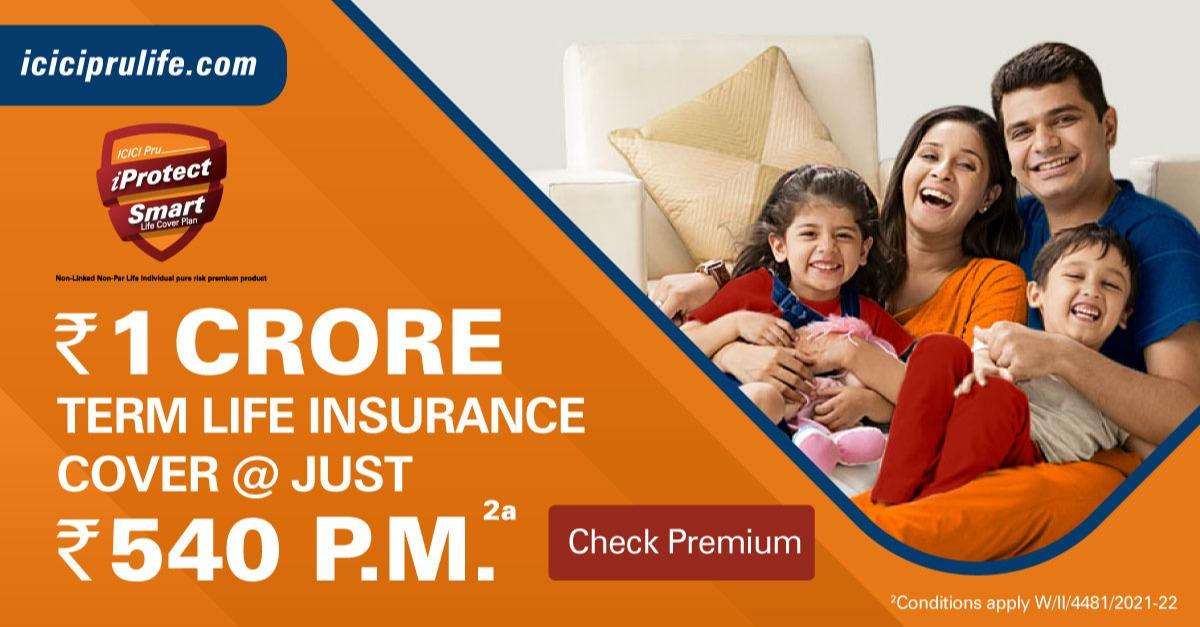 iciciprulife.com
ICICI Pru
iProtect
Smart
Life Cover Plan
Non-Linked Non-Par Life Individual pure risk premium product
₹1 CRORE
TERM LIFE INSURANCE
COVER @ JUST
₹540 P.M.2a
Check Premium
²Conditions apply W/II/4481/2021-22